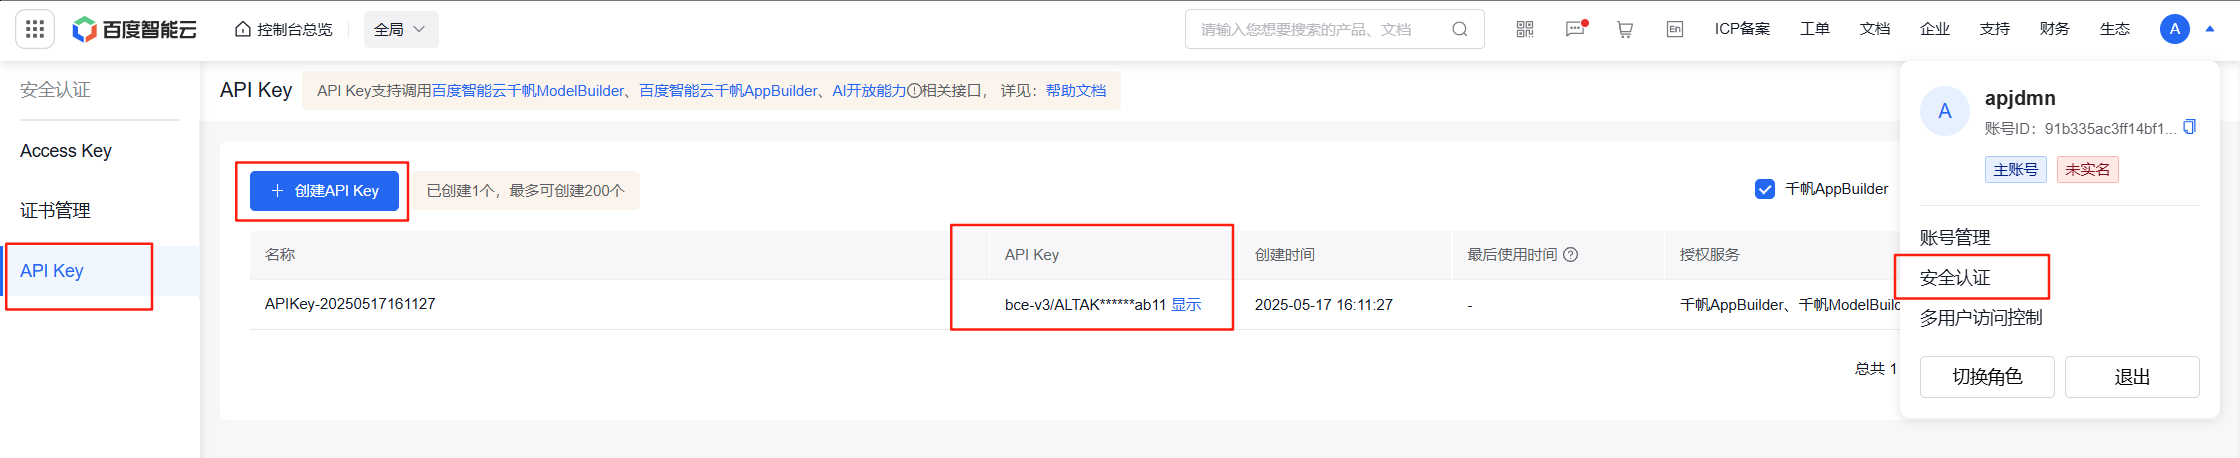 百度智能云 控制台总览 全局 请输入您想要搜索的产品、文档 En ICP备案 工单 文档 企业 支持 财务 生态 A
安全认证
Access Key
证书管理
API Key
API Key API Key支持调用百度智能云千帆ModelBuilder、百度智能云千帆AppBuilder、AI开放能力相关接口， 详见：帮助文档
创建API Key 已创建1个，最多可创建200个 千帆AppBuilder
名称 API Key 创建时间 最后使用时间 授权服务
APIKey-20250517161127 bce-v3/ALTAK******ab11 显示 2025-05-17 16:11:27 - 千帆AppBuilder、千帆ModelBuilc
总共 1
A apjdmn
账号ID：91b335ac3ff14bf1...
主账号 未实名
账号管理
安全认证
多用户访问控制
切换角色 退出